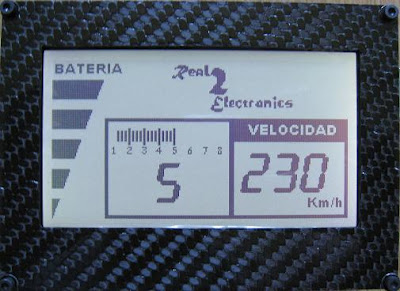 BATERIA
Real
2
Electronics
VELOCIDAD
1 2 3 4 5 6 7 8
5
230
Km/h